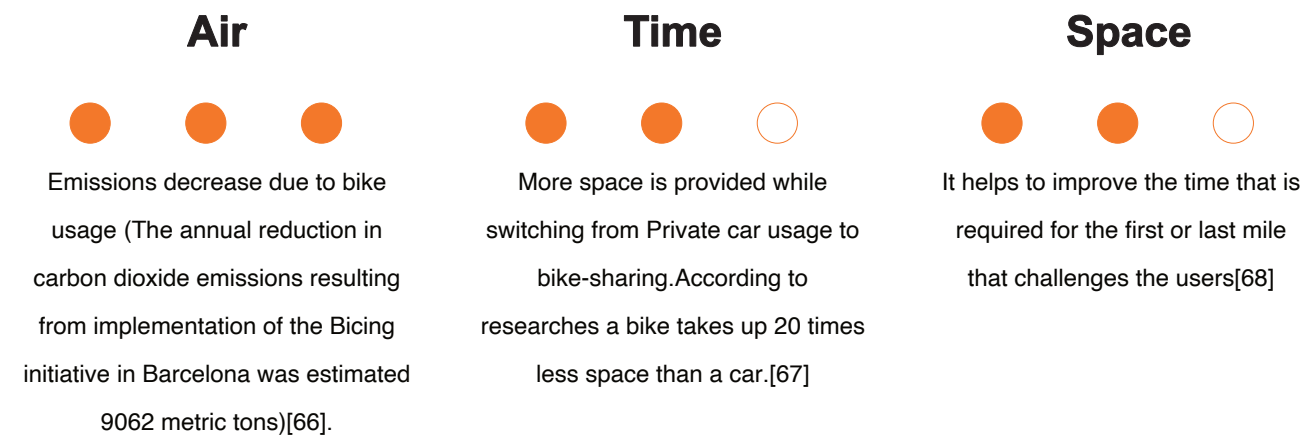 Air
Emissions decrease due to bike
usage (The annual reduction in
carbon dioxide emissions resulting
from implementation of the Bicing
initiative in Barcelona was estimated
9062 metric tons)[66].
Time
More space is provided while
switching from Private car usage to
bike-sharing.According to
researches a bike takes up 20 times
less space than a car.[67]
Space
It helps to improve the time that is
required for the first or last mile
that challenges the users[68]